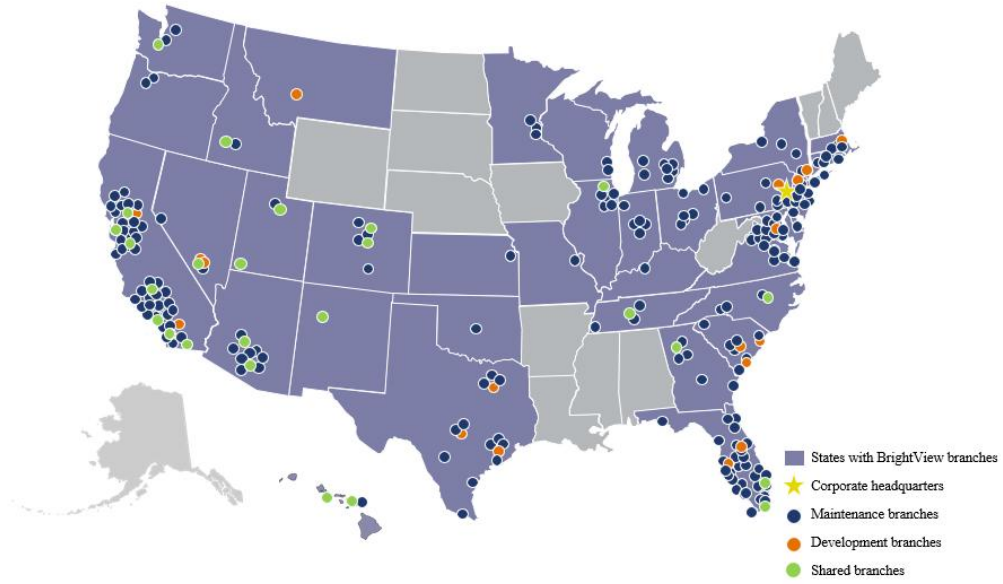 States with BrightView branches
Corporate headquarters
Maintenance branches
Development branches
Shared branches